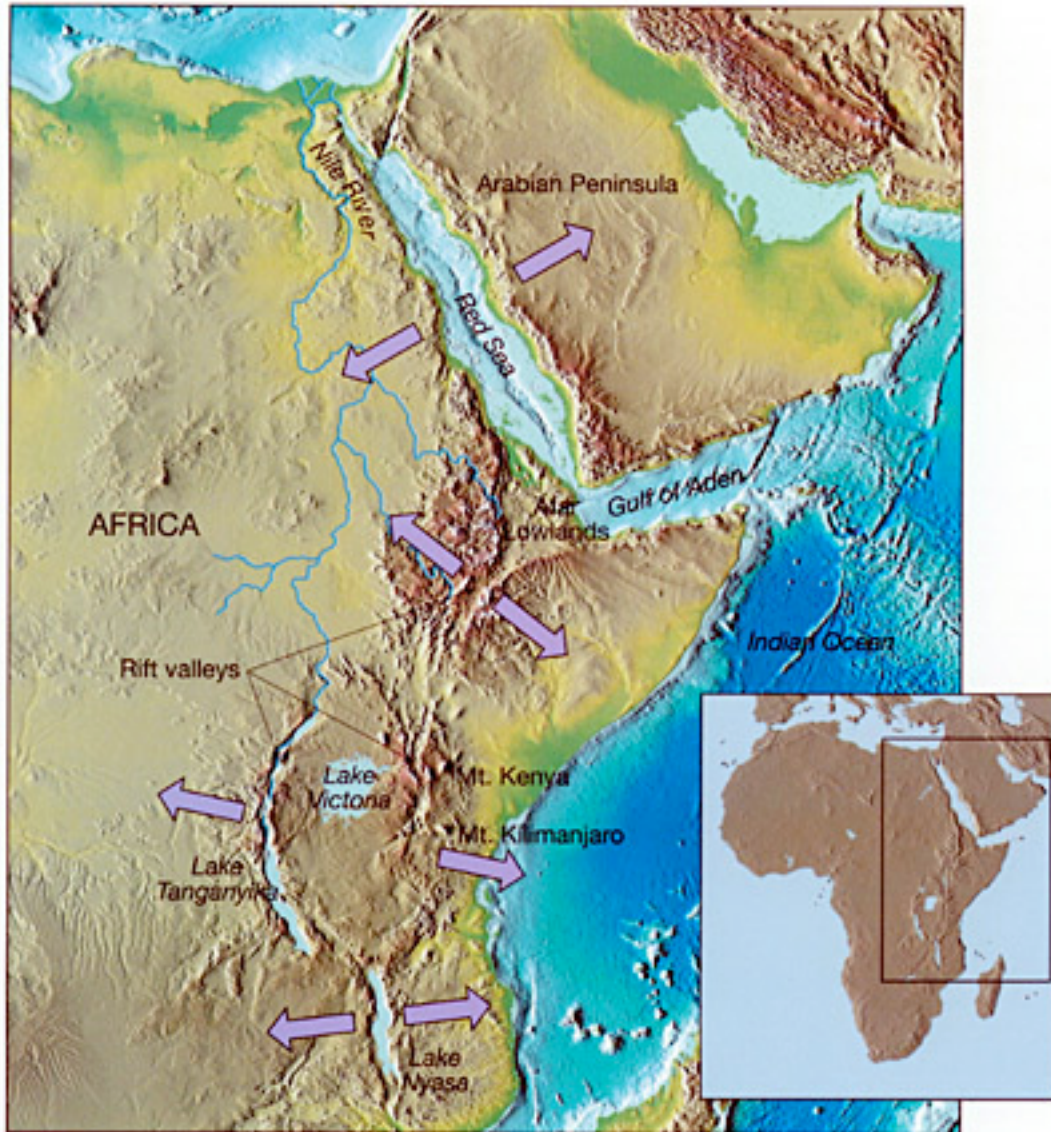 Nile River
Arabian Peninsula
Red Sea
AFRICA
Gulf of Aden
Afar
Lowlands
Indian Ocean
Rift valleys
Lake
Victoria
Mt. Kenya
Mt. Kilimanjaro
Lake
Tanganyika
Lake
Nyasa